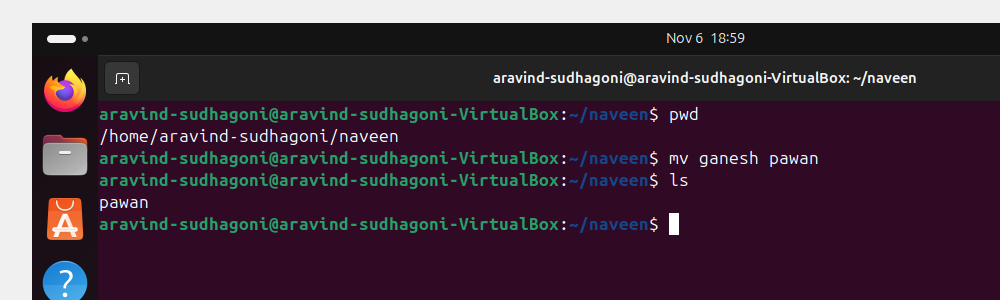 Nov 6 18:59
aravind-sudhagoni@aravind-sudhagoni-VirtualBox: ~/naveen
aravind-sudhagoni@aravind-sudhagoni-VirtualBox:~/naveen$ pwd
/home/aravind-sudhagoni/naveen
aravind-sudhagoni@aravind-sudhagoni-VirtualBox:~/naveen$ mv ganesh pawan
aravind-sudhagoni@aravind-sudhagoni-VirtualBox:~/naveen$ ls
pawan
aravind-sudhagoni@aravind-sudhagoni-VirtualBox:~/naveen$